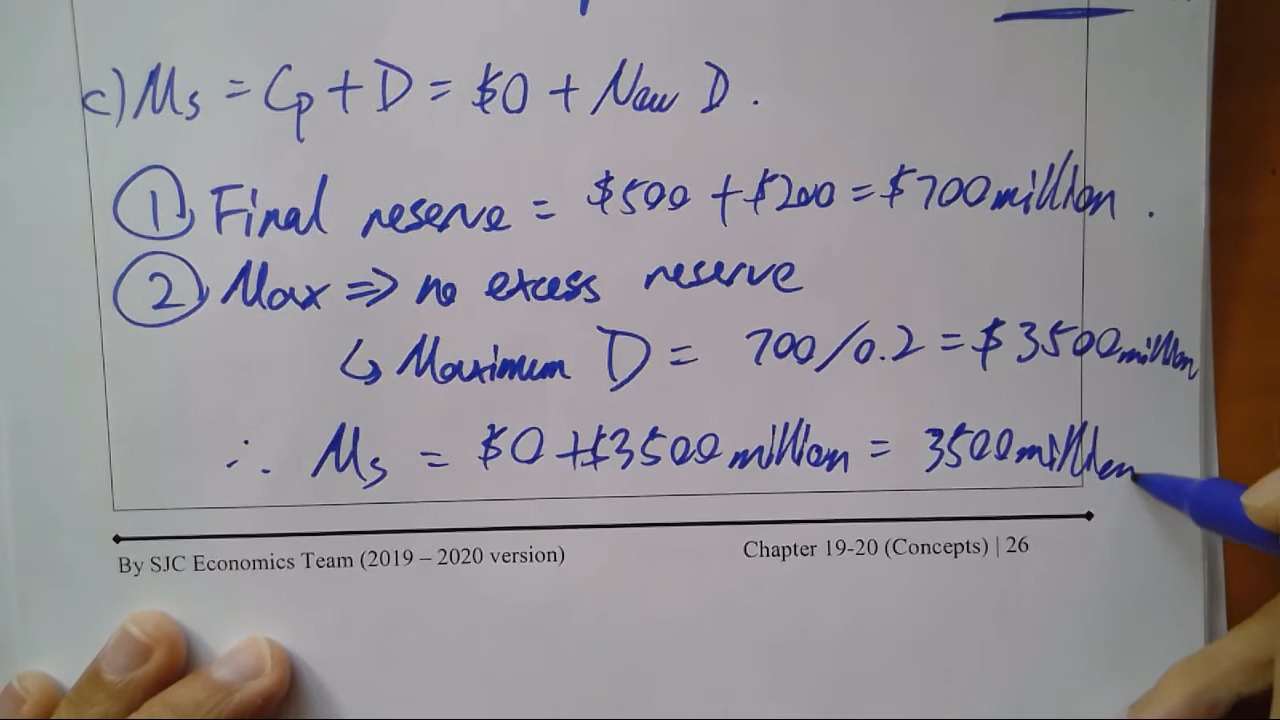 c) Ms = Cp + D = $0 + New D .
① Final reserve = $500 + $200 = $700 million .
② Max ⇒ no excess reserve
↳ Maximum D = 700/0.2 = $3500 million
∴ Ms = $0 + $3500 million = 3500 million
By SJC Economics Team (2019 – 2020 version) Chapter 19-20 (Concepts) | 26